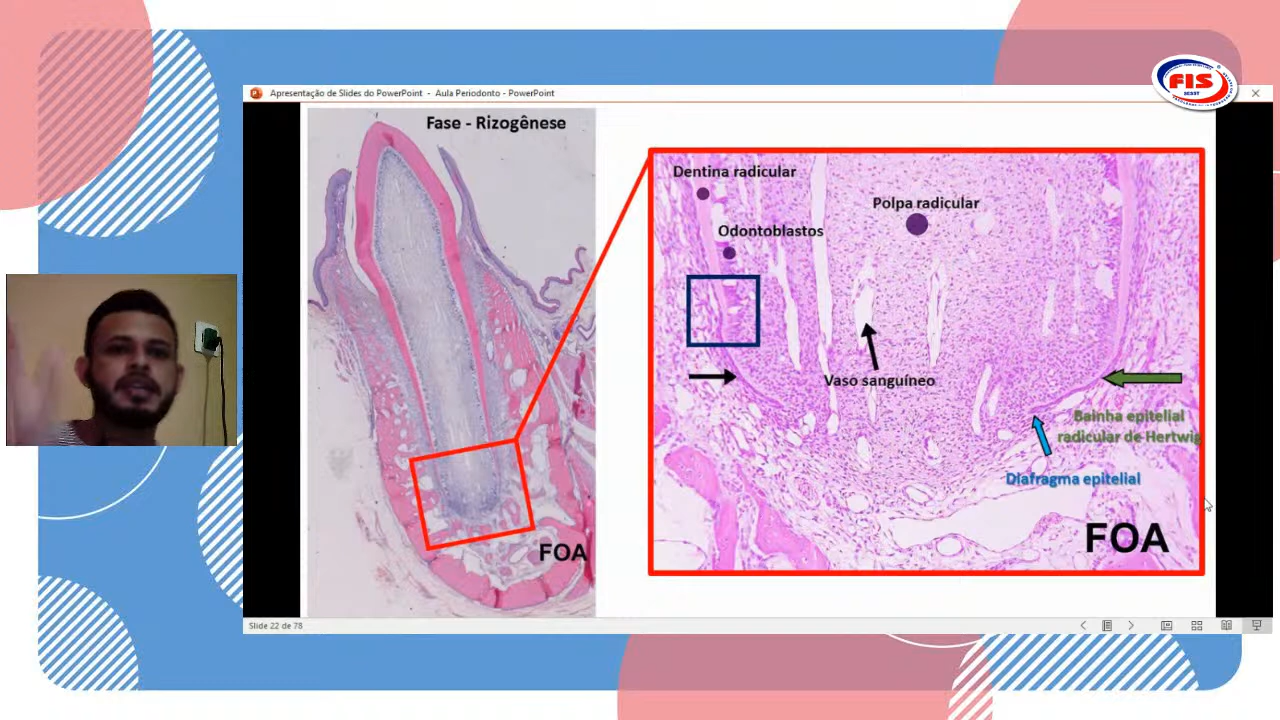 FIS
Apresentação de Slides do PowerPoint - Aula Periodonto - PowerPoint
Fase - Rizogênese
FOA
Dentina radicular
Polpa radicular
Odontoblastos
Vaso sanguíneo
Bainha epitelial
radicular de Hertwig
Diafragma epitelial
FOA
Slide 22 de 78